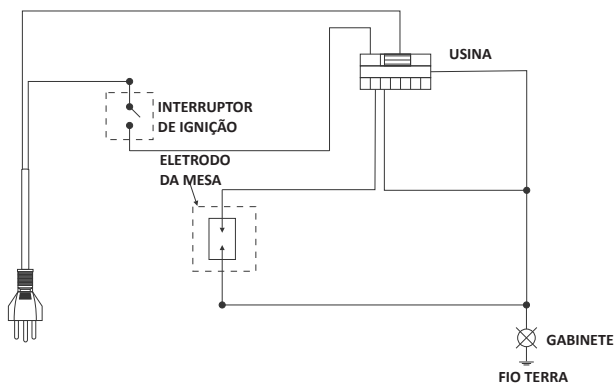 USINA
INTERRUPTOR
DE IGNIÇÃO
ELETRODO
DA MESA
GABINETE
FIO TERRA